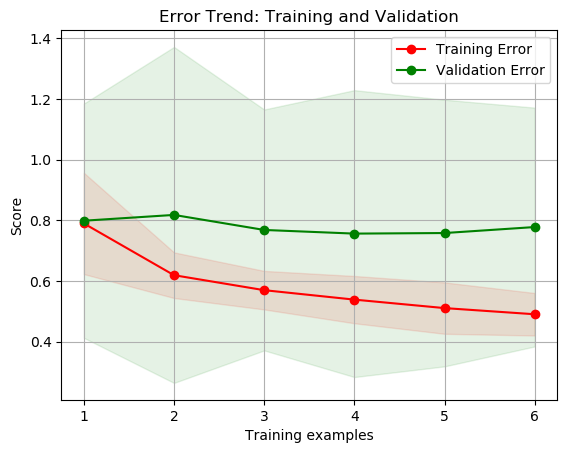 Error Trend: Training and Validation
1.4
1.2
1.0
0.8
0.6
0.4
Score
Training Error
Validation Error
1 2 3 4 5 6
Training examples